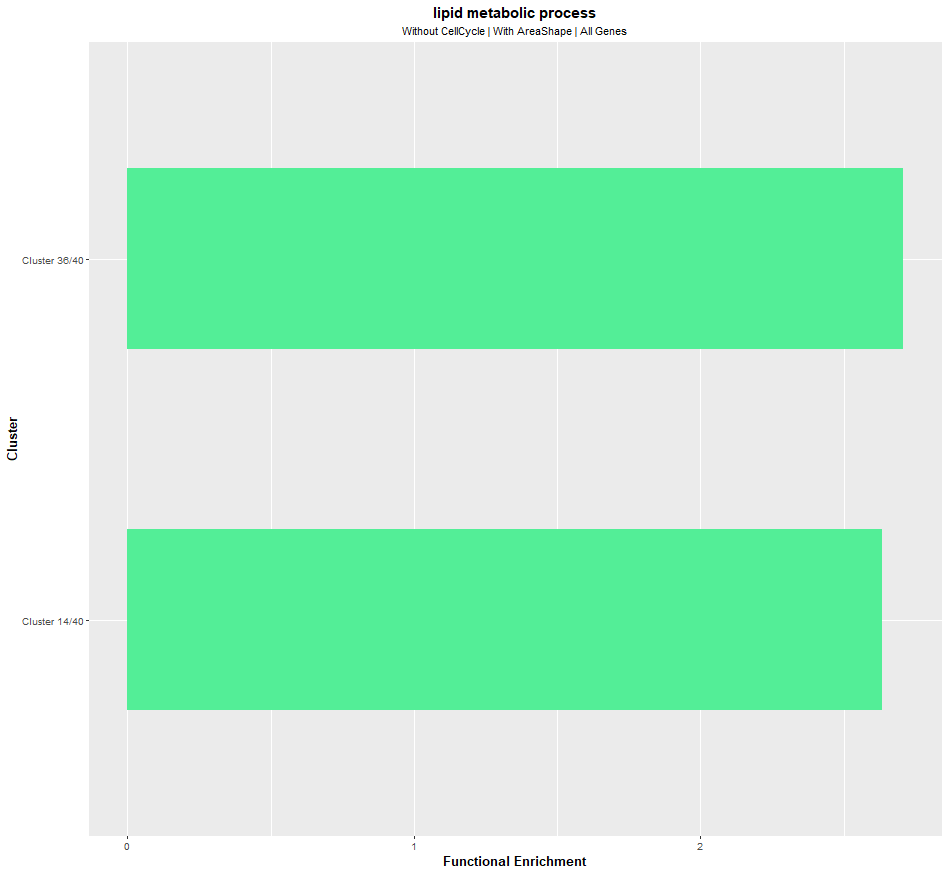 lipid metabolic process
Without CellCycle | With AreaShape | All Genes
Cluster
Cluster 36/40
Cluster 14/40
0 1 2
Functional Enrichment